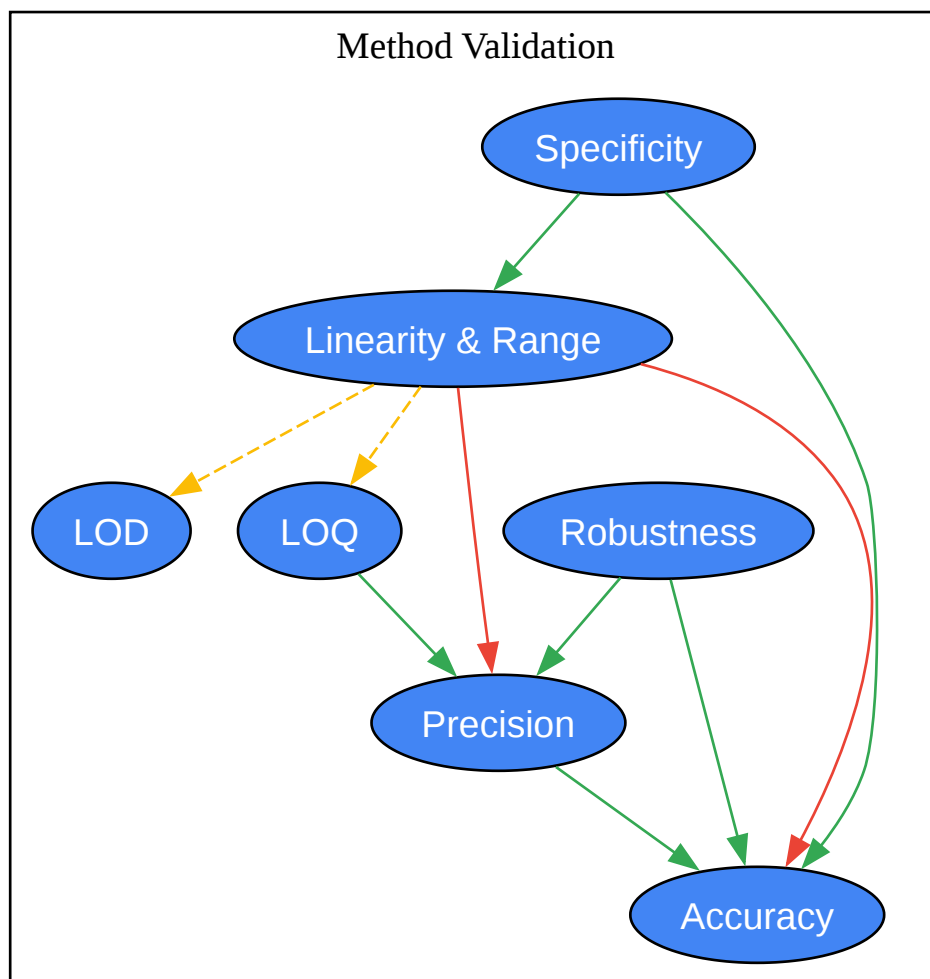 Method Validation
Specificity
Linearity & Range
LOD
LOQ
Robustness
Precision
Accuracy